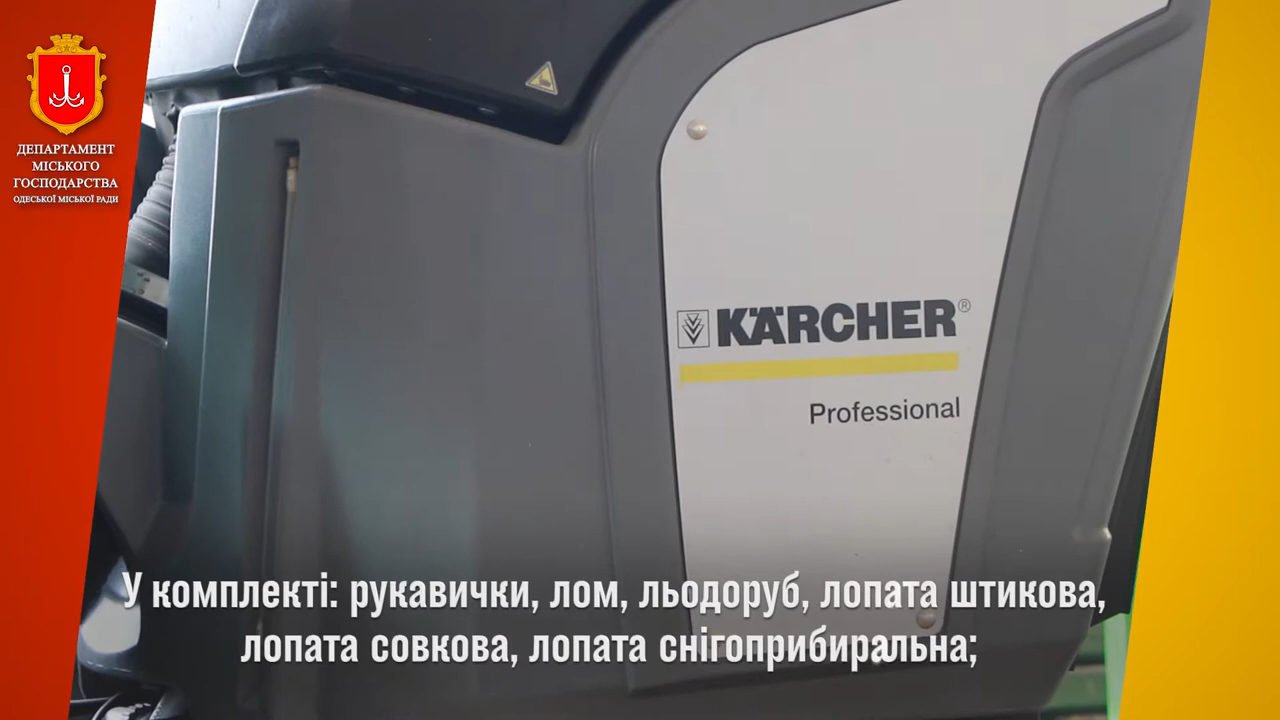 ДЕПАРТАМЕНТ
МІСЬКОГО
ГОСПОДАРСТВА
ОДЕСЬКОЇ МІСЬКОЇ РАДИ
KÄRCHER®
Professional
У комплекті: рукавички, лом, льодоруб, лопата штикова,
лопата совкова, лопата снігоприбиральна;